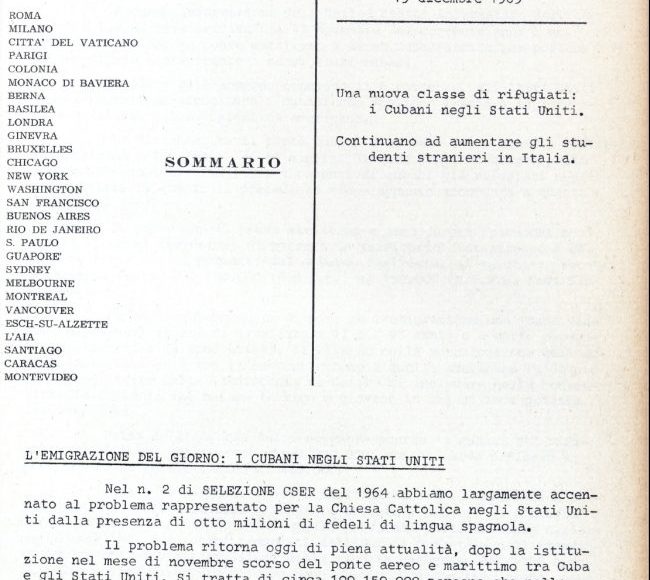 15 dicembre 1965
ROMA
MILANO
CITTA' DEL VATICANO
PARIGI
COLONIA
MONACO DI BAVIERA
BERNA
BASILEA
LONDRA
GINEVRA
BRUXELLES
CHICAGO
NEW YORK
WASHINGTON
SAN FRANCISCO
BUENOS AIRES
RIO DE JANEIRO
S. PAULO
GUAPORE'
SYDNEY
MELBOURNE
MONTREAL
VANCOUVER
ESCH-SU-ALZETTE
L'AIA
SANTIAGO
CARACAS
MONTEVIDEO
SOMMARIO
Una nuova classe di rifugiati:
i Cubani negli Stati Uniti.
Continuano ad aumentare gli stu-
denti stranieri in Italia.
L'EMIGRAZIONE DEL GIORNO: I CUBANI NEGLI STATI UNITI
Nel n. 2 di SELEZIONE CSER del 1964 abbiamo largamente accen-
nato al problema rappresentato per la Chiesa Cattolica negli Stati Uni-
ti dalla presenza di otto milioni di fedeli di lingua spagnola.
Il problema ritorna oggi di piena attualità, dopo la istitu-
zione nel mese di novembre scorso del ponte aereo e marittimo tra Cuba
e gli Stati Uniti. Si tratta di circa